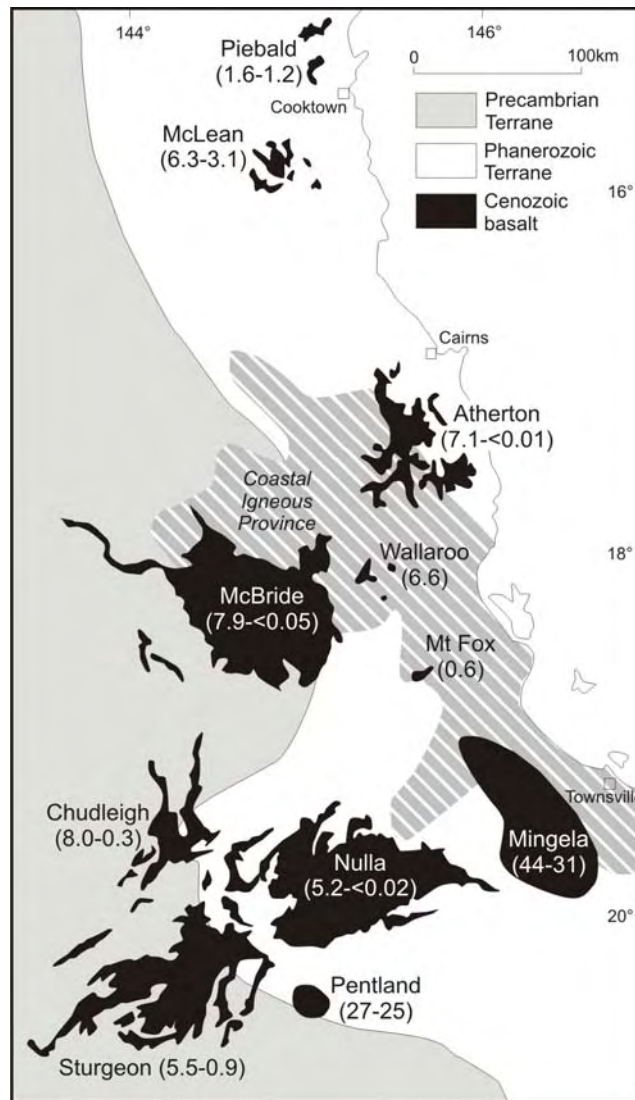 144°
146°
Piebald
(1.6-1.2)
0
100km
Cooktown
Precambrian
Terrane
McLean
(6.3-3.1)
Phanerozoic
Terrane
16°
Cenozoic
basalt
Cairns
Atherton
(7.1-<0.01)
Coastal
Igneous
Province
Wallaroo
(6.6)
18°
McBride
(7.9-<0.05)
Mt Fox
(0.6)
Townsville
Chudleigh
(8.0-0.3)
Mingela
(44-31)
Nulla
(5.2-<0.02)
20°
Pentland
(27-25)
Sturgeon (5.5-0.9)